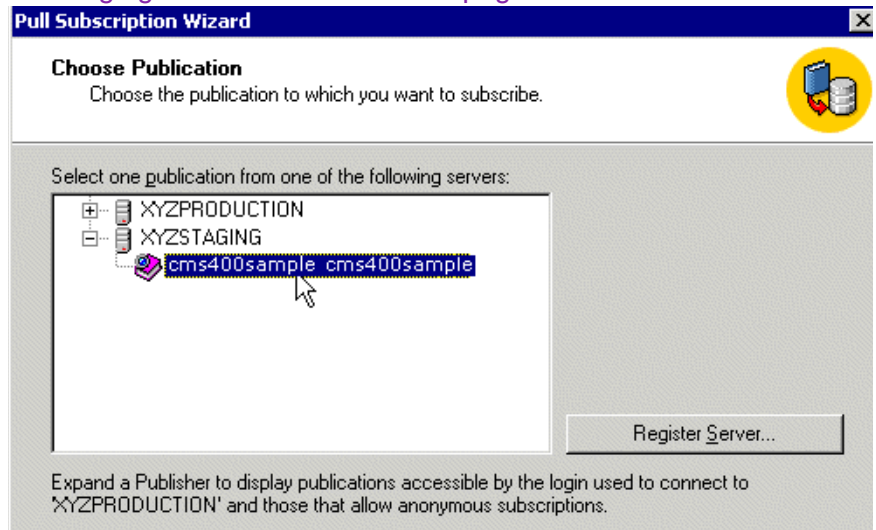 Pull Subscription Wizard
Choose Publication
Choose the publication to which you want to subscribe.
Select one publication from one of the following servers:
XYZPRODUCTION
XYZSTAGING
cms400sample cms400sample
Register Server...
Expand a Publisher to display publications accessible by the login used to connect to
'XYZPRODUCTION' and those that allow anonymous subscriptions.